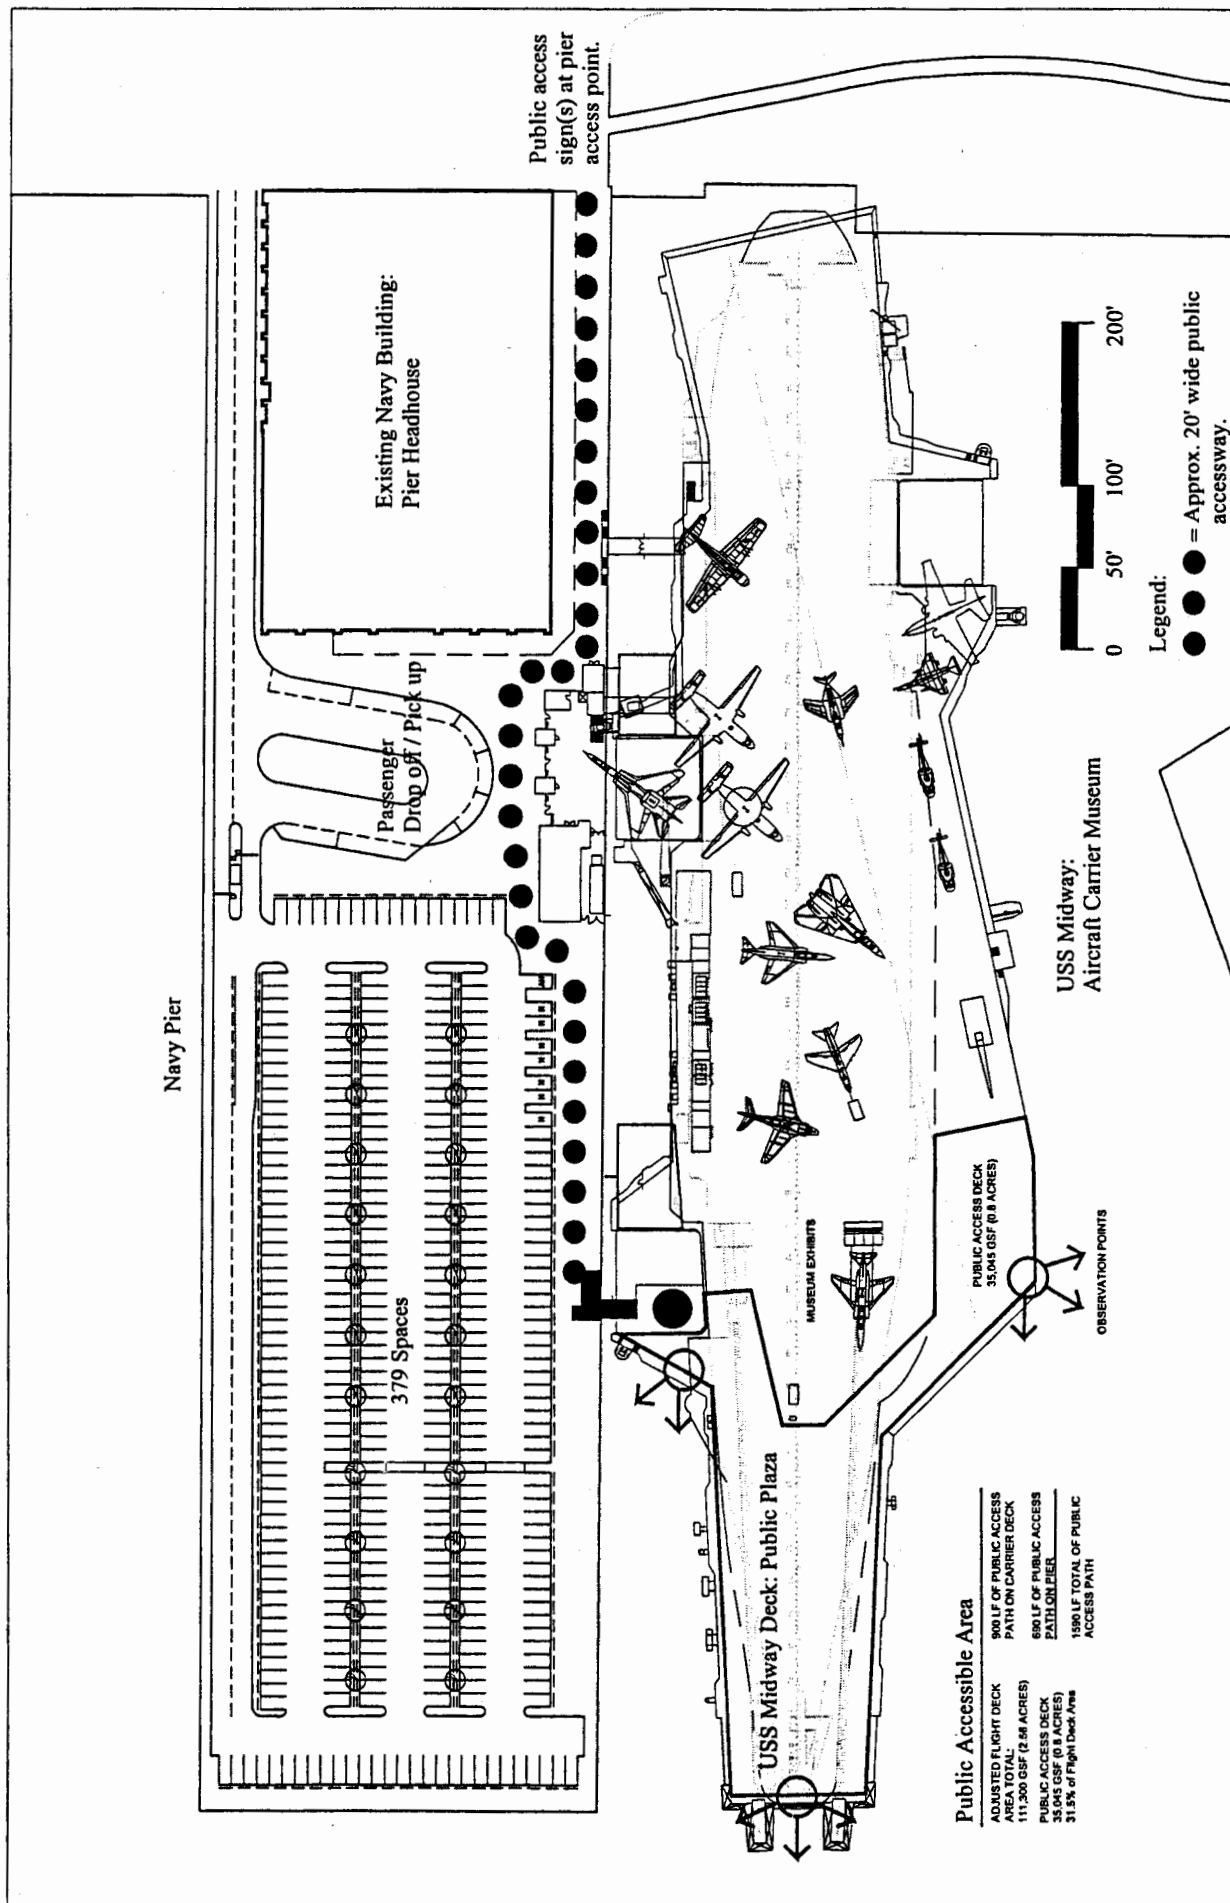 Navy Pier
Public access
sign(s) at pier
access point.
Existing Navy Building:
Pier Headhouse
Passenger
Drop off / Pick up
379 Spaces
USS Midway:
Aircraft Carrier Museum
0 50' 100' 200'
Legend:
= Approx. 20' wide public
accessway.
MUSEUM EXHIBITS
PUBLIC ACCESS DECK
35,045 GSF (0.8 ACRES)
OBSERVATION POINTS
USS Midway Deck: Public Plaza
Public Accessible Area
ADJUSTED FLIGHT DECK
AREA TOTAL:
111,300 GSF (2.56 ACRES)
PUBLIC ACCESS DECK
35,045 GSF (0.8 ACRES)
31.5% of Flight Deck Area
900 LF OF PUBLIC ACCESS
PATH ON CARRIER DECK
690 LF OF PUBLIC ACCESS
PATH ON PIER
1590 LF TOTAL OF PUBLIC
ACCESS PATH